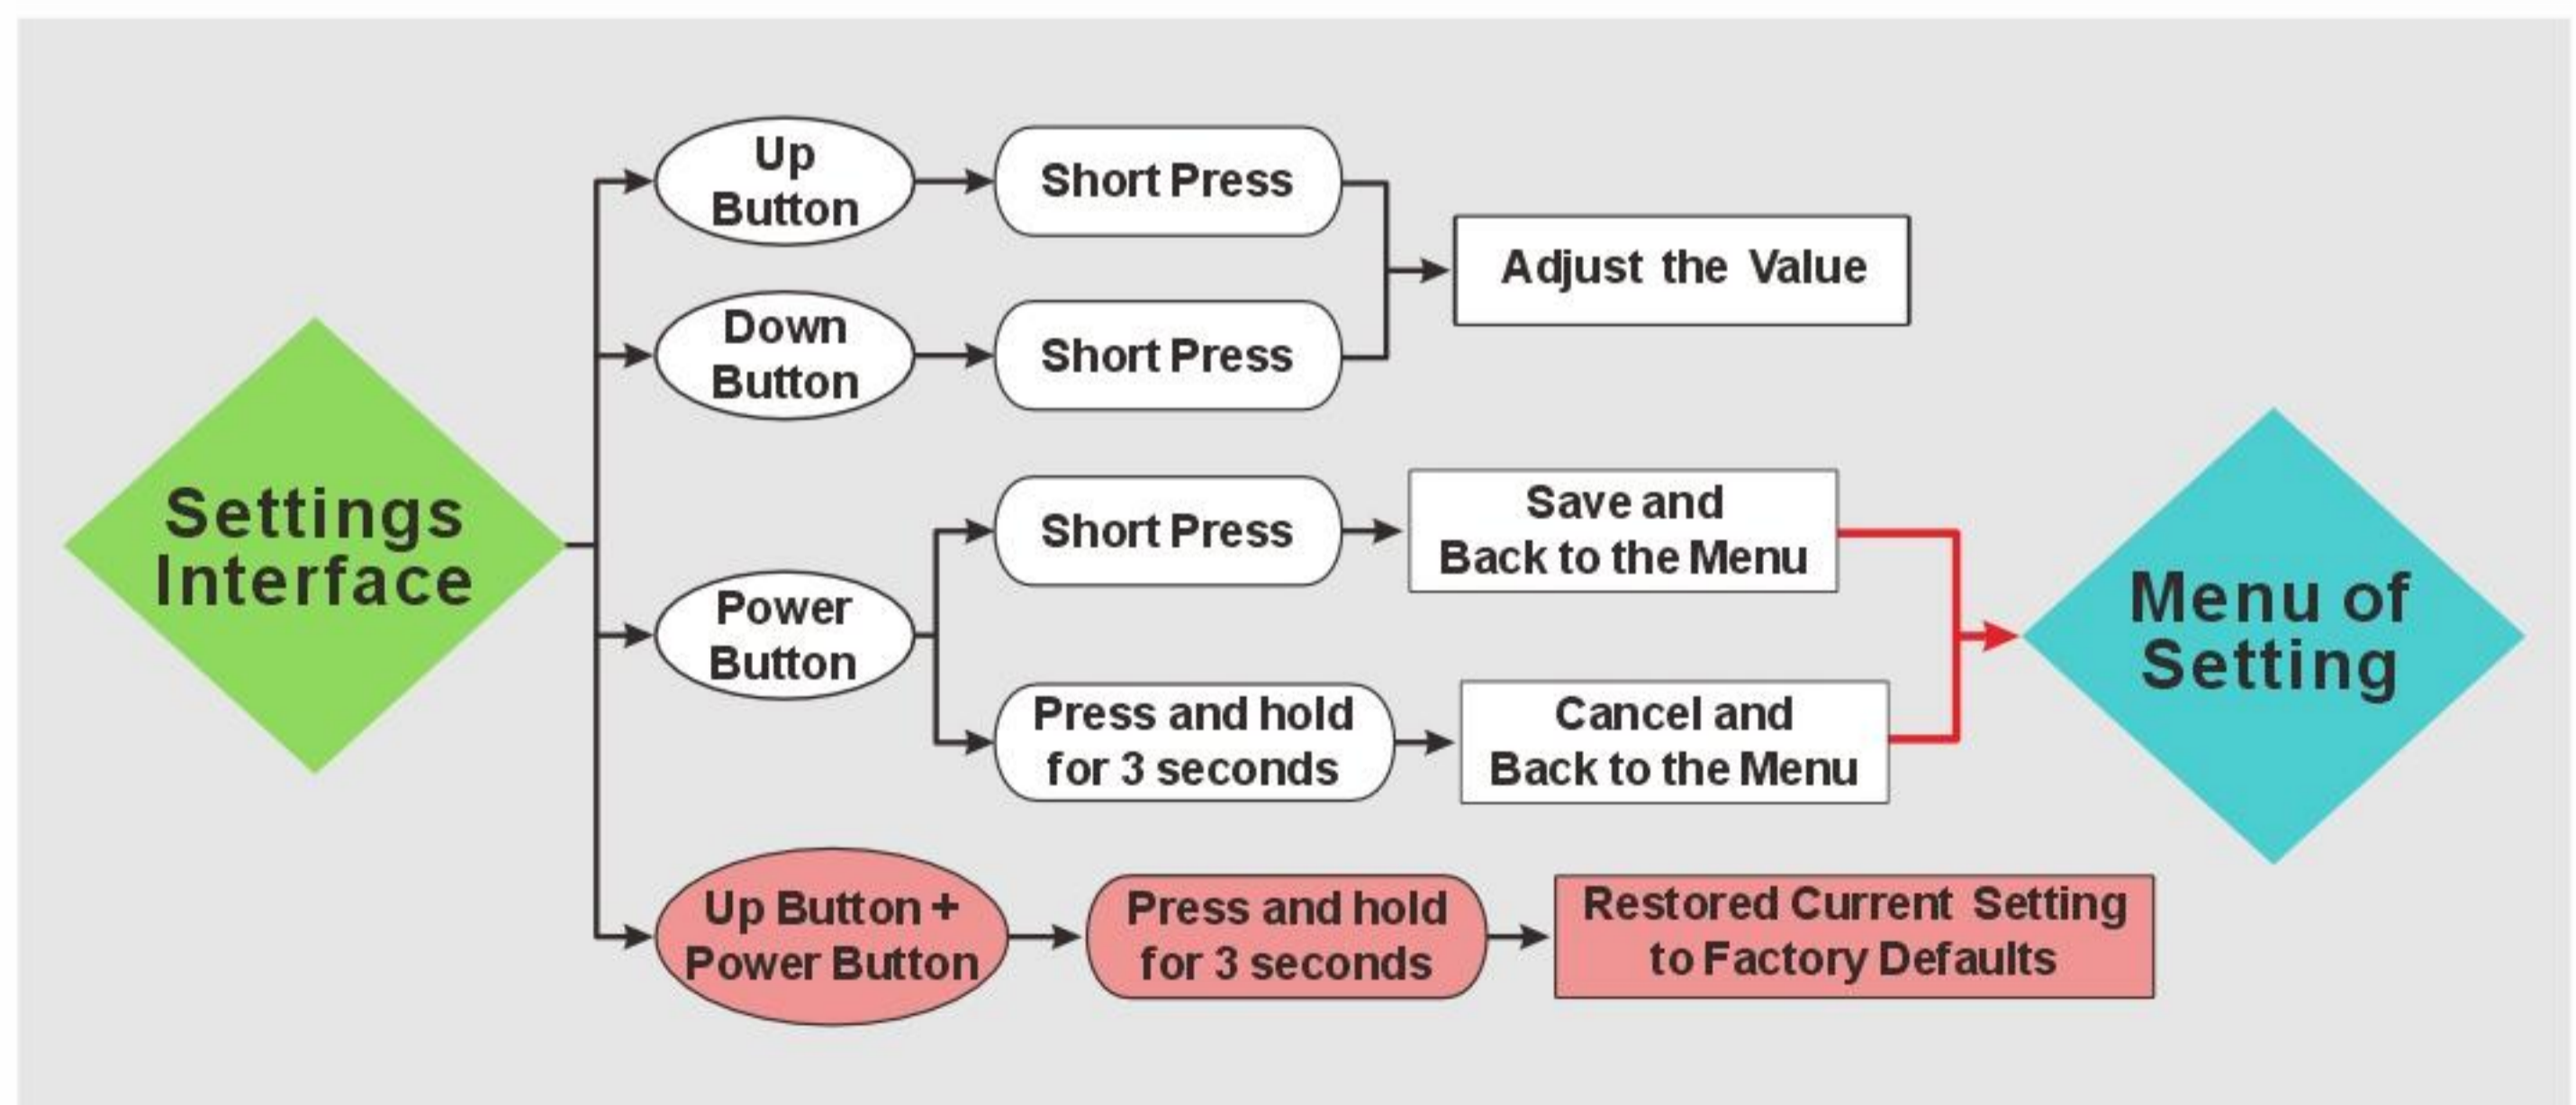 Up
Button
Short Press
Adjust the Value
Down
Button
Short Press
Settings
Interface
Power
Button
Short Press
Save and
Back to the Menu
Press and hold
for 3 seconds
Cancel and
Back to the Menu
Menu of
Setting
Up Button +
Power Button
Press and hold
for 3 seconds
Restored Current Setting
to Factory Defaults